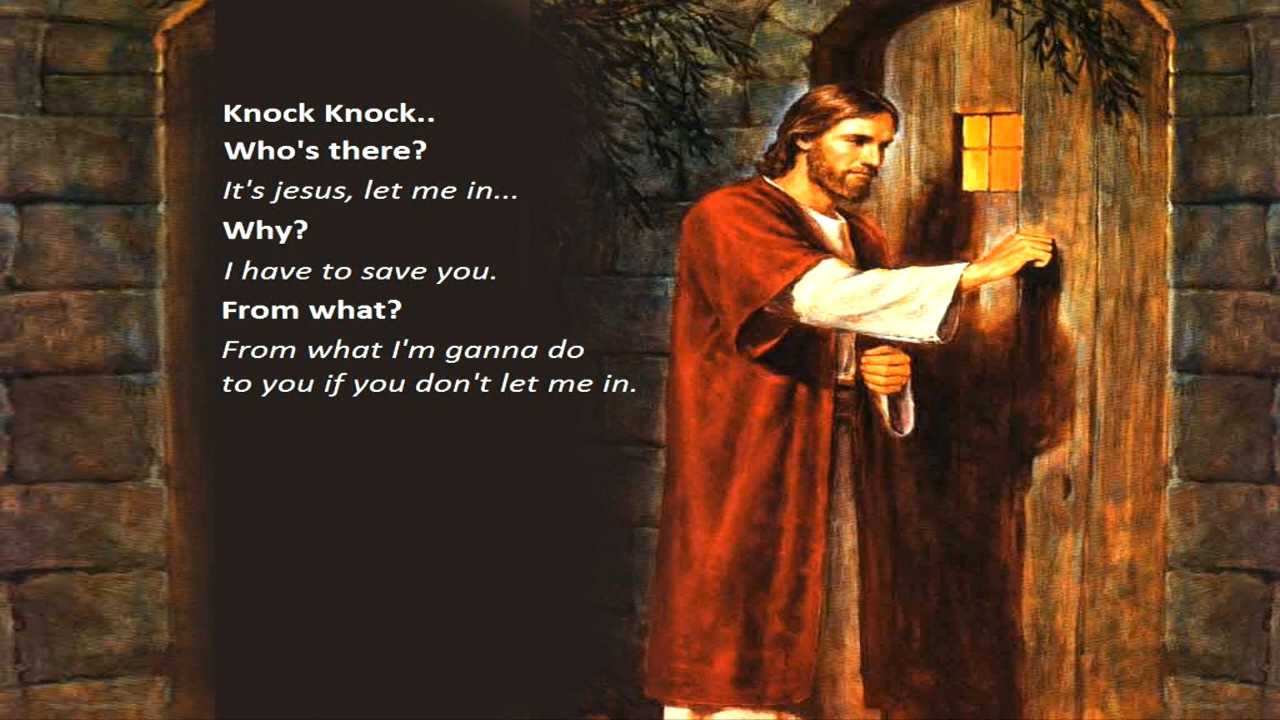 Knock Knock..
Who's there?
It's jesus, let me in...
Why?
I have to save you.
From what?
From what I'm ganna do
to you if you don't let me in.